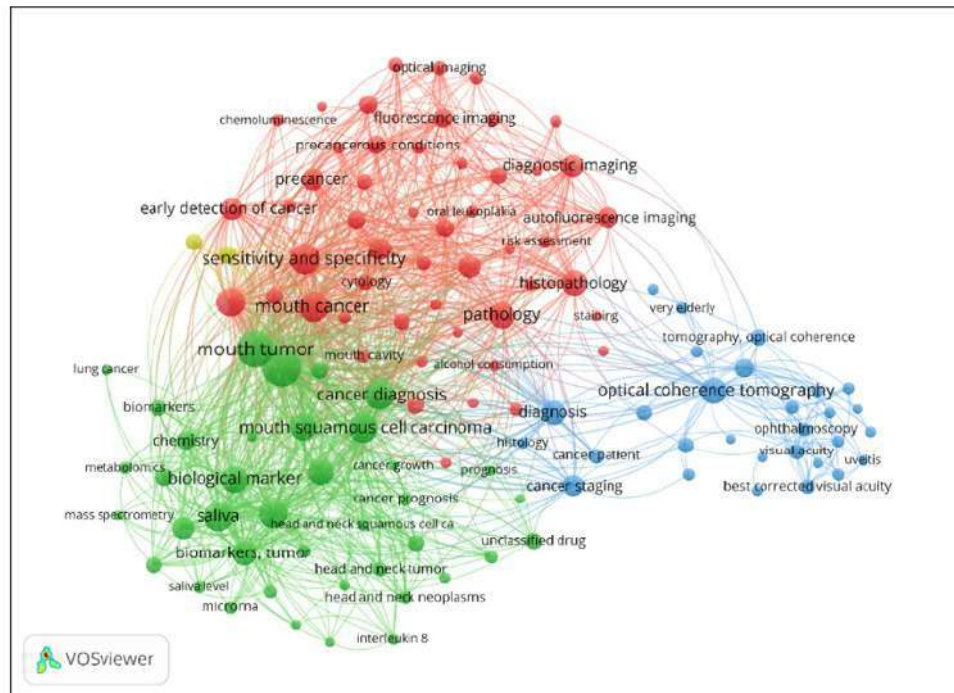 optical imaging
chemoluminescence
fluorescence imaging
precancerous conditions
diagnostic imaging
precancer
early detection of cancer
oral leukoplakia
autofluorescence imaging
risk assessment
sensitivity and specificity
cytology
histopathology
mouth cancer
pathology
staining
very elderly
tomography, optical coherence
mouth tumor
mouth cavity
alcohol consumption
lung cancer
cancer diagnosis
optical coherence tomography
biomarkers
diagnosis
mouth squamous cell carcinoma
ophthalmoscopy
chemistry
histology
visual acuity
cancer patient
uveitis
metabolomics
cancer growth
prognosis
biological marker
cancer staging
best corrected visual acuity
cancer prognosis
mass spectrometry
saliva
head and neck squamous cell ca
unclassified drug
biomarkers, tumor
head and neck tumor
saliva level
head and neck neoplasms
microrna
interleukin 8
VOSviewer